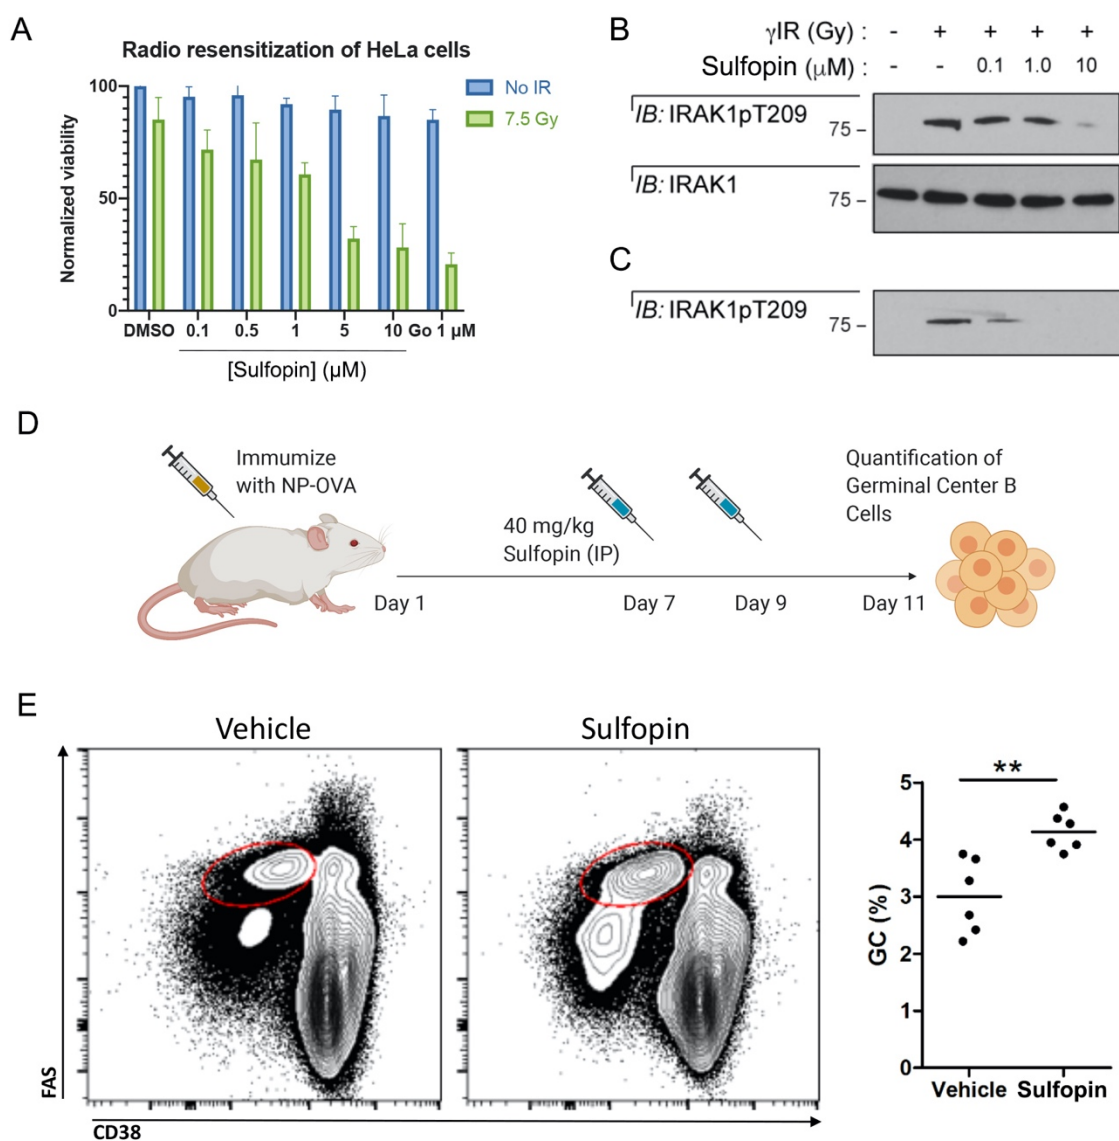 A
Radio resensitization of HeLa cells
Normalized viability
100
50
0
No IR
7.5 Gy
DMSO 0.1 0.5 1 5 10 Go 1 μM
[Sulfopin] (μM)
B
γIR (Gy) : - + + + +
Sulfopin (μM) : - - 0.1 1.0 10
IB: IRAK1pT209
75
IB: IRAK1
75
C
IB: IRAK1pT209
75
D
Immumize
with NP-OVA
40 mg/kg
Sulfopin (IP)
Quantification of
Germinal Center B
Cells
Day 1 Day 7 Day 9 Day 11
E
Vehicle Sulfopin
FAS
CD38
**
GC (%)
5
4
3
2
1
0
Vehicle Sulfopin